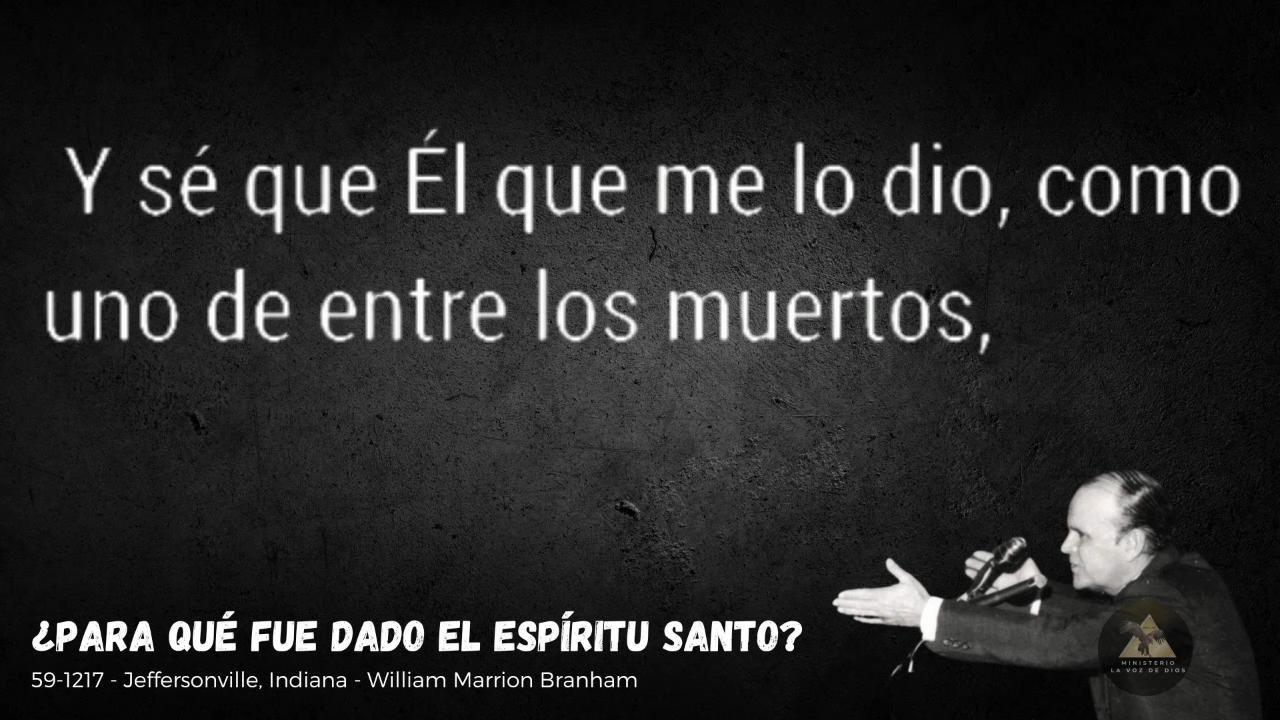 Y sé que Él que me lo dio, como
uno de entre los muertos,
¿PARA QUÉ FUE DADO EL ESPÍRITU SANTO?
59-1217 - Jeffersonville, Indiana - William Marrion Branham
MINISTERIO
LA VOZ DE DIOS